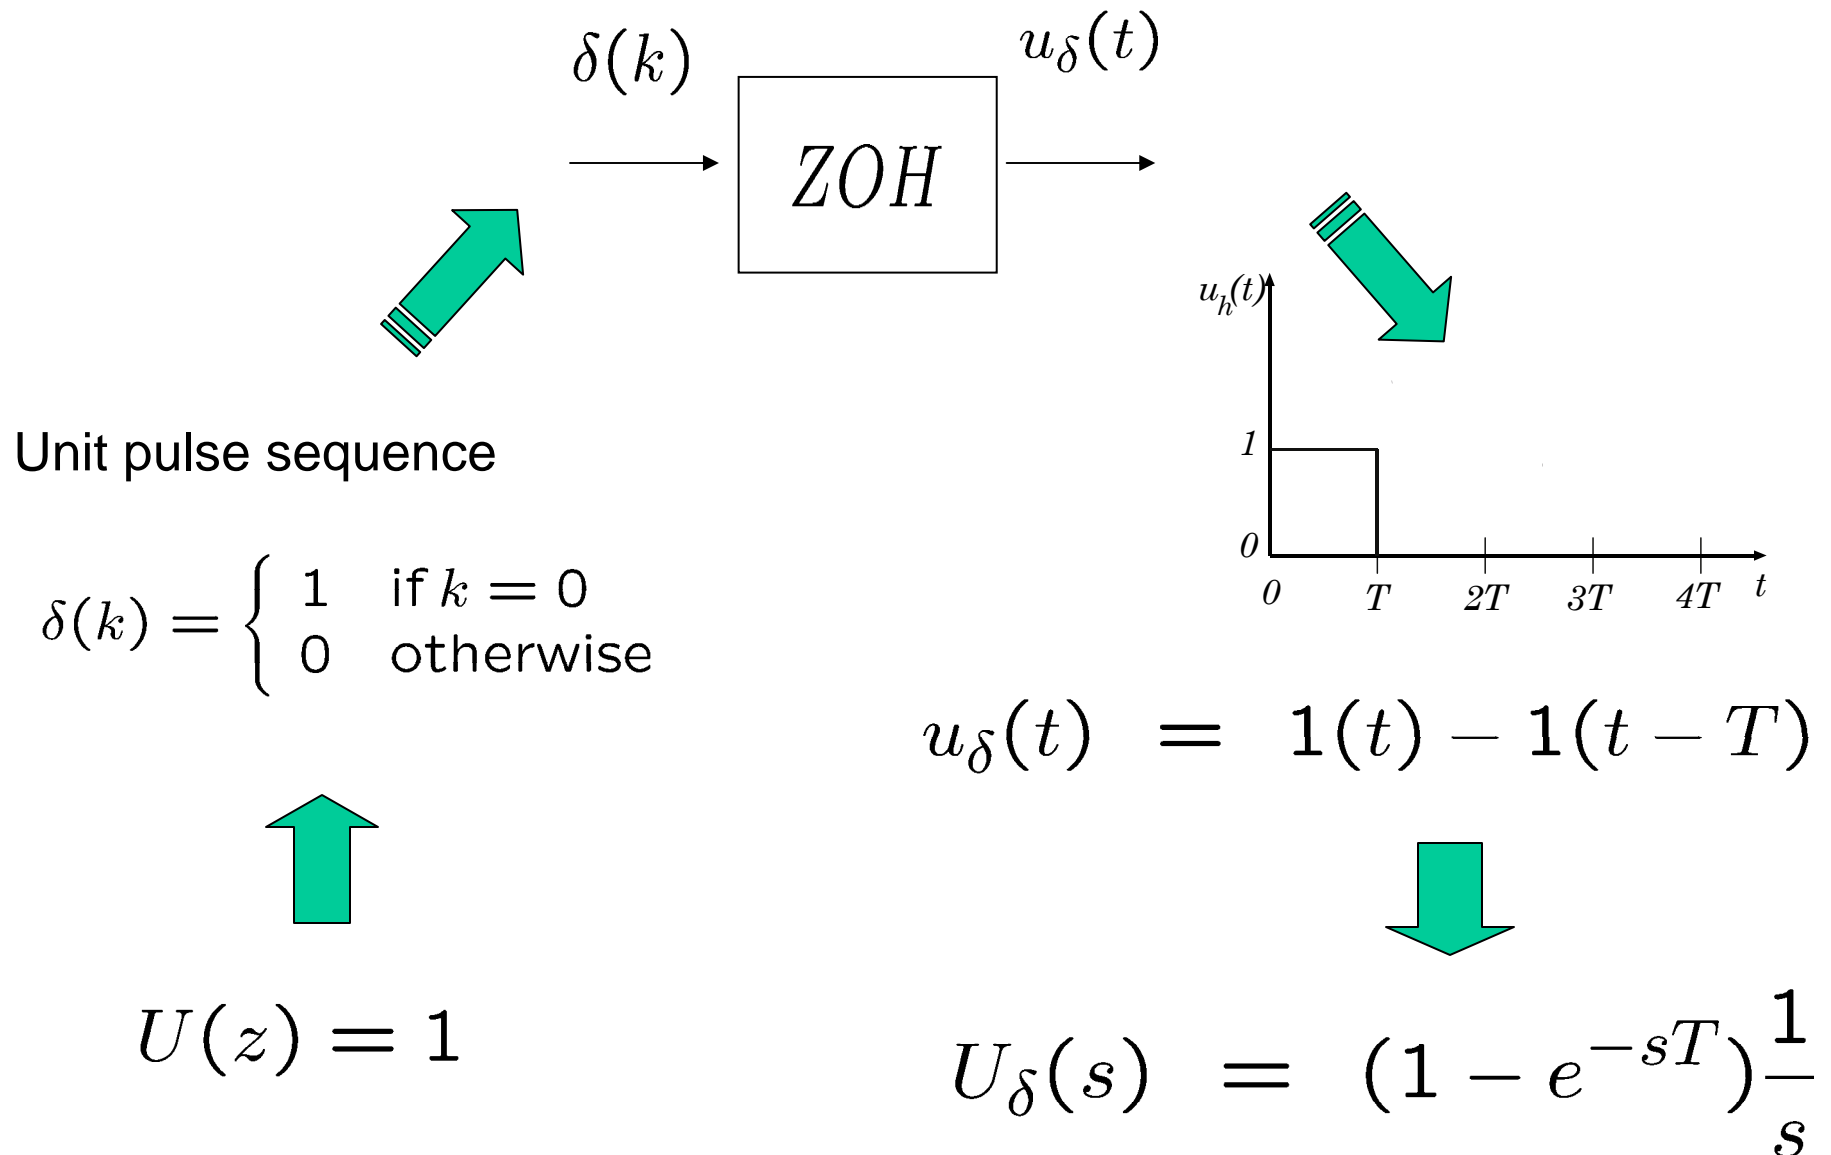 δ(k)
u_δ(t)
ZOH
u_h(t)
1
0
0 T 2T 3T 4T t
Unit pulse sequence
δ(k) = { 1 if k = 0
0 otherwise
u_δ(t) = 1(t) − 1(t − T)
U(z) = 1
U_δ(s) = (1 − e^{−sT}) 1/s